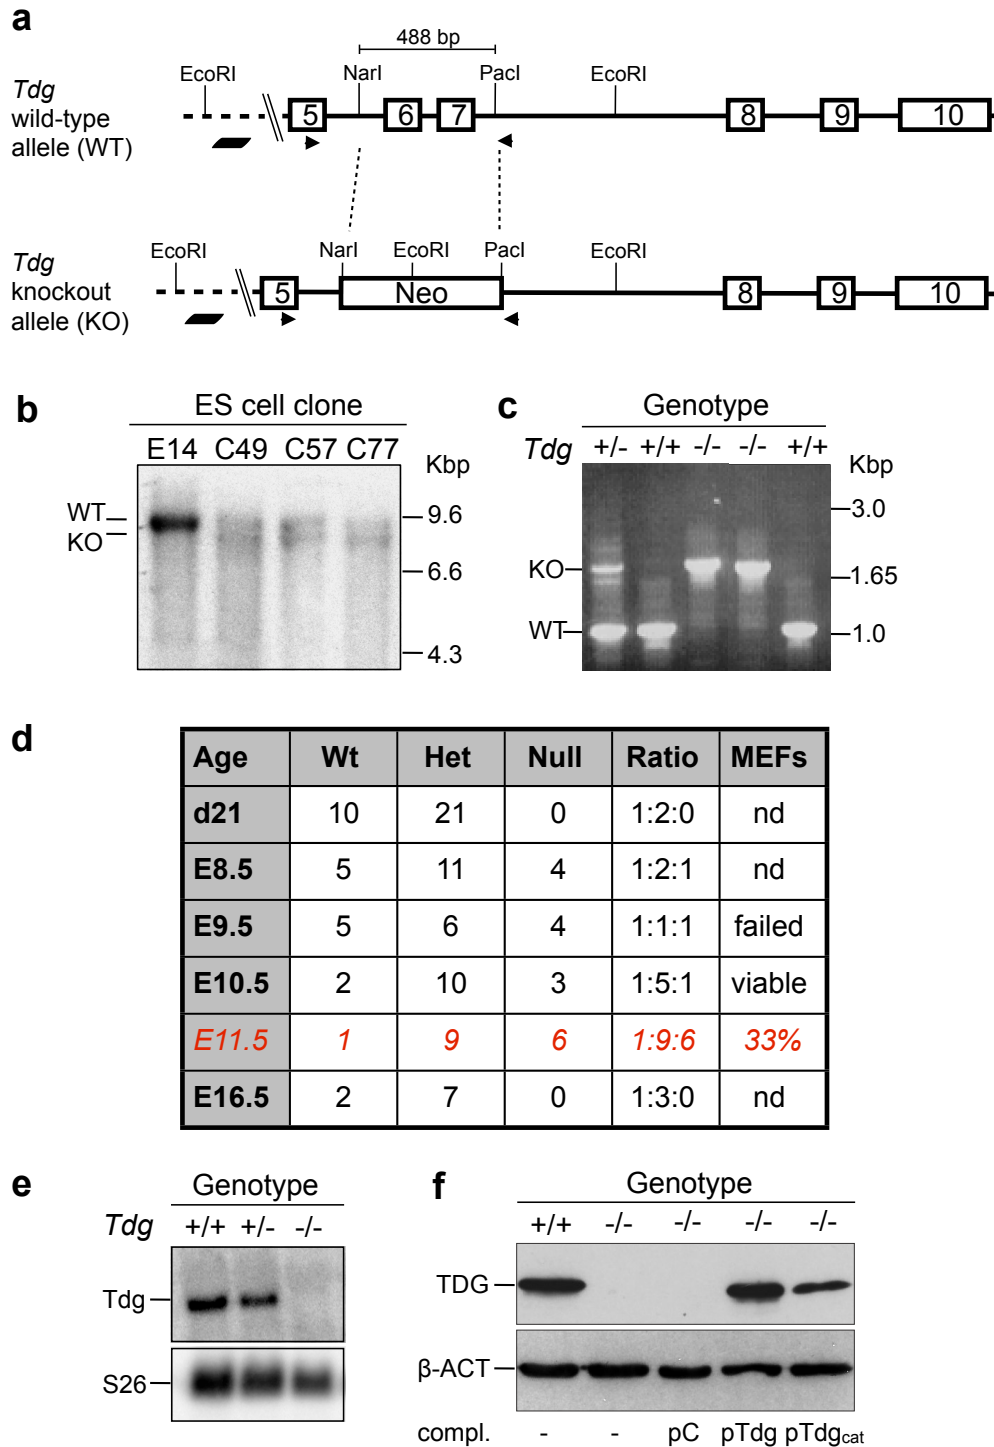 a
488 bp
EcoRI NarI PacI EcoRI
Tdg
wild-type
allele (WT)
5 6 7 8 9 10
EcoRI NarI EcoRI PacI EcoRI
Tdg
knockout
allele (KO)
5 Neo 8 9 10
b
ES cell clone
E14 C49 C57 C77
Kbp
WT
KO
9.6
6.6
4.3
c
Genotype
Tdg +/- +/+ -/- -/- +/+
Kbp
3.0
KO
1.65
WT
1.0
d
Age Wt Het Null Ratio MEFs
d21 10 21 0 1:2:0 nd
E8.5 5 11 4 1:2:1 nd
E9.5 5 6 4 1:1:1 failed
E10.5 2 10 3 1:5:1 viable
E11.5 1 9 6 1:9:6 33%
E16.5 2 7 0 1:3:0 nd
e
Genotype
Tdg +/+ +/- -/-
Tdg
S26
f
Genotype
+/+ -/- -/- -/- -/-
TDG
β-ACT
compl. - - pC pTdg pTdgcat